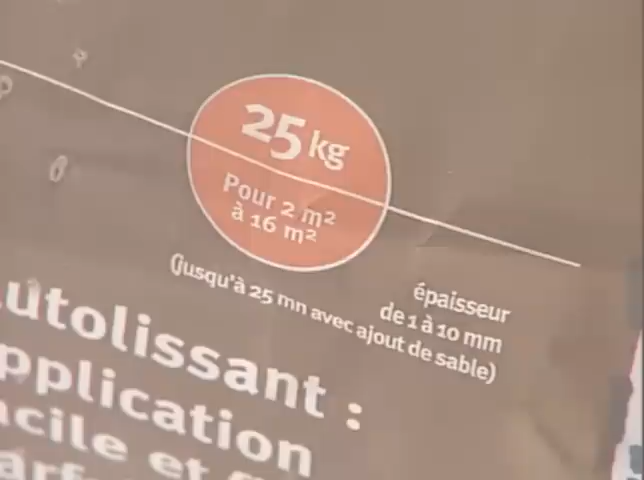 25 kg
Pour 2 m²
à 16 m²
épaisseur
de 1 à 10 mm
(jusqu'à 25 mn avec ajout de sable)
utolissant :
pplication
cile et